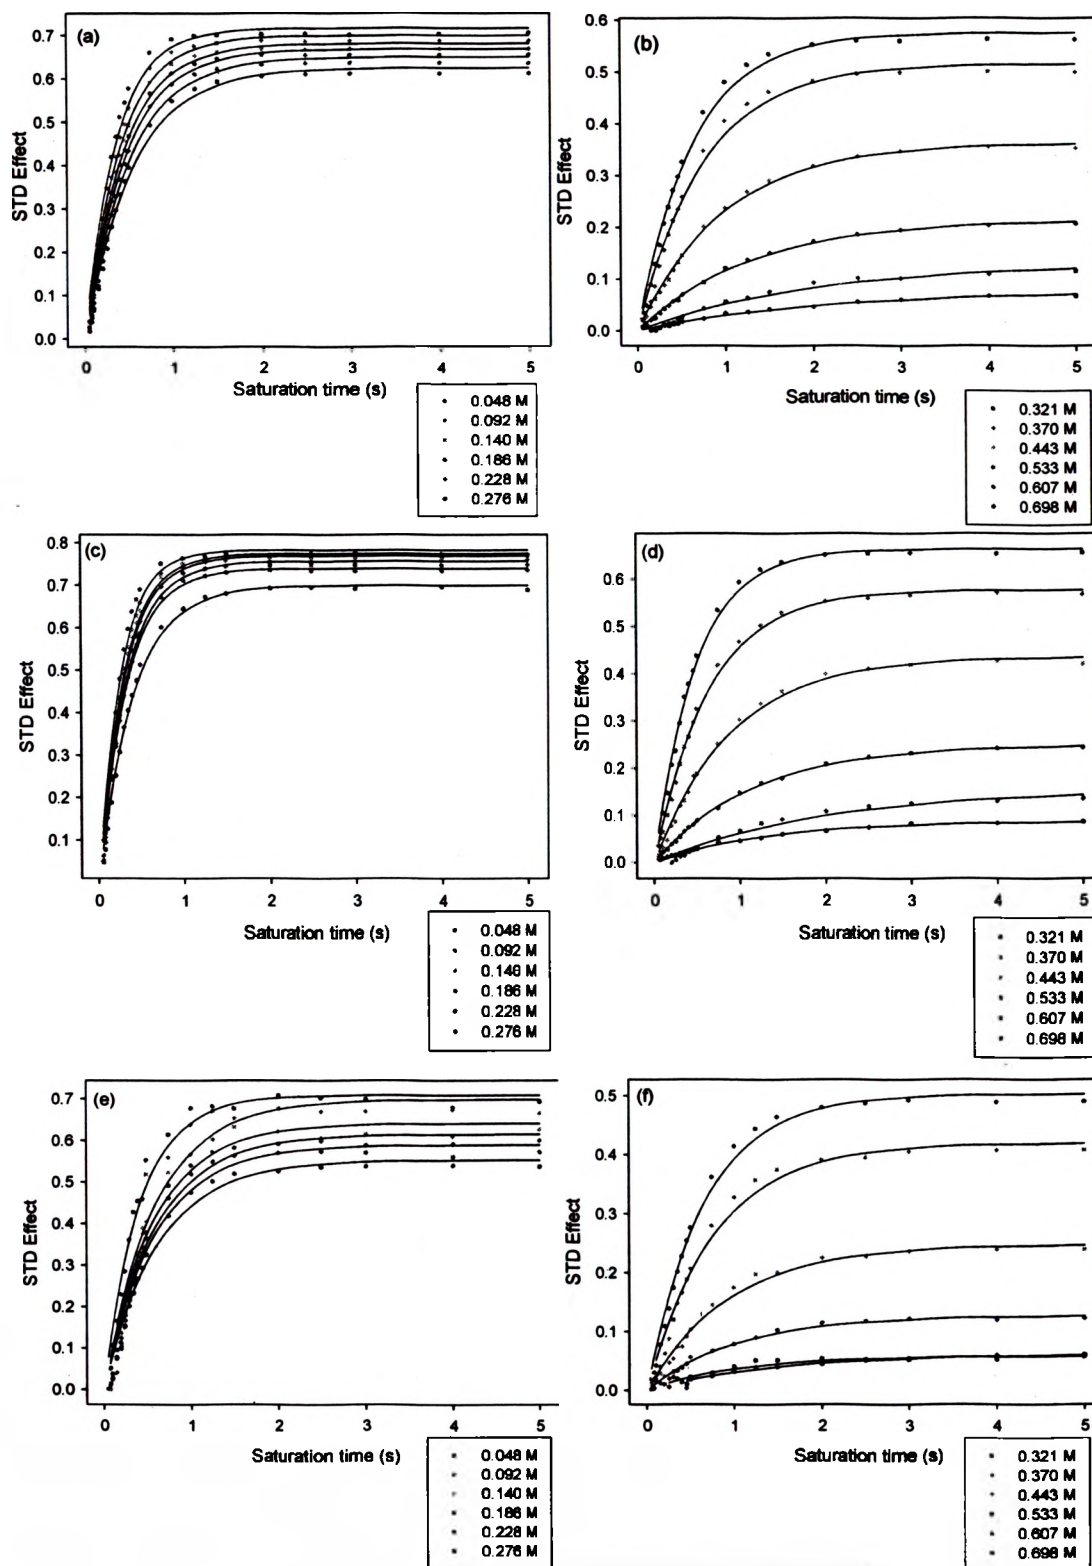 (a)
STD Effect
0.7
0.6
0.5
0.4
0.3
0.2
0.1
0.0
0 1 2 3 4 5
Saturation time (s)
0.048 M
0.092 M
0.140 M
0.186 M
0.228 M
0.276 M
(b)
STD Effect
0.6
0.5
0.4
0.3
0.2
0.1
0.0
0 1 2 3 4 5
Saturation time (s)
0.321 M
0.370 M
0.443 M
0.533 M
0.607 M
0.698 M
(c)
STD Effect
0.8
0.7
0.6
0.5
0.4
0.3
0.2
0.1
0 1 2 3 4 5
Saturation time (s)
0.048 M
0.092 M
0.146 M
0.186 M
0.228 M
0.276 M
(d)
STD Effect
0.6
0.5
0.4
0.3
0.2
0.1
0.0
0 1 2 3 4 5
Saturation time (s)
0.321 M
0.370 M
0.443 M
0.533 M
0.607 M
0.698 M
(e)
STD Effect
0.7
0.6
0.5
0.4
0.3
0.2
0.1
0.0
0 1 2 3 4 5
Saturation time (s)
0.048 M
0.092 M
0.140 M
0.186 M
0.228 M
0.276 M
(f)
STD Effect
0.5
0.4
0.3
0.2
0.1
0.0
0 1 2 3 4 5
Saturation time (s)
0.321 M
0.370 M
0.443 M
0.533 M
0.607 M
0.698 M